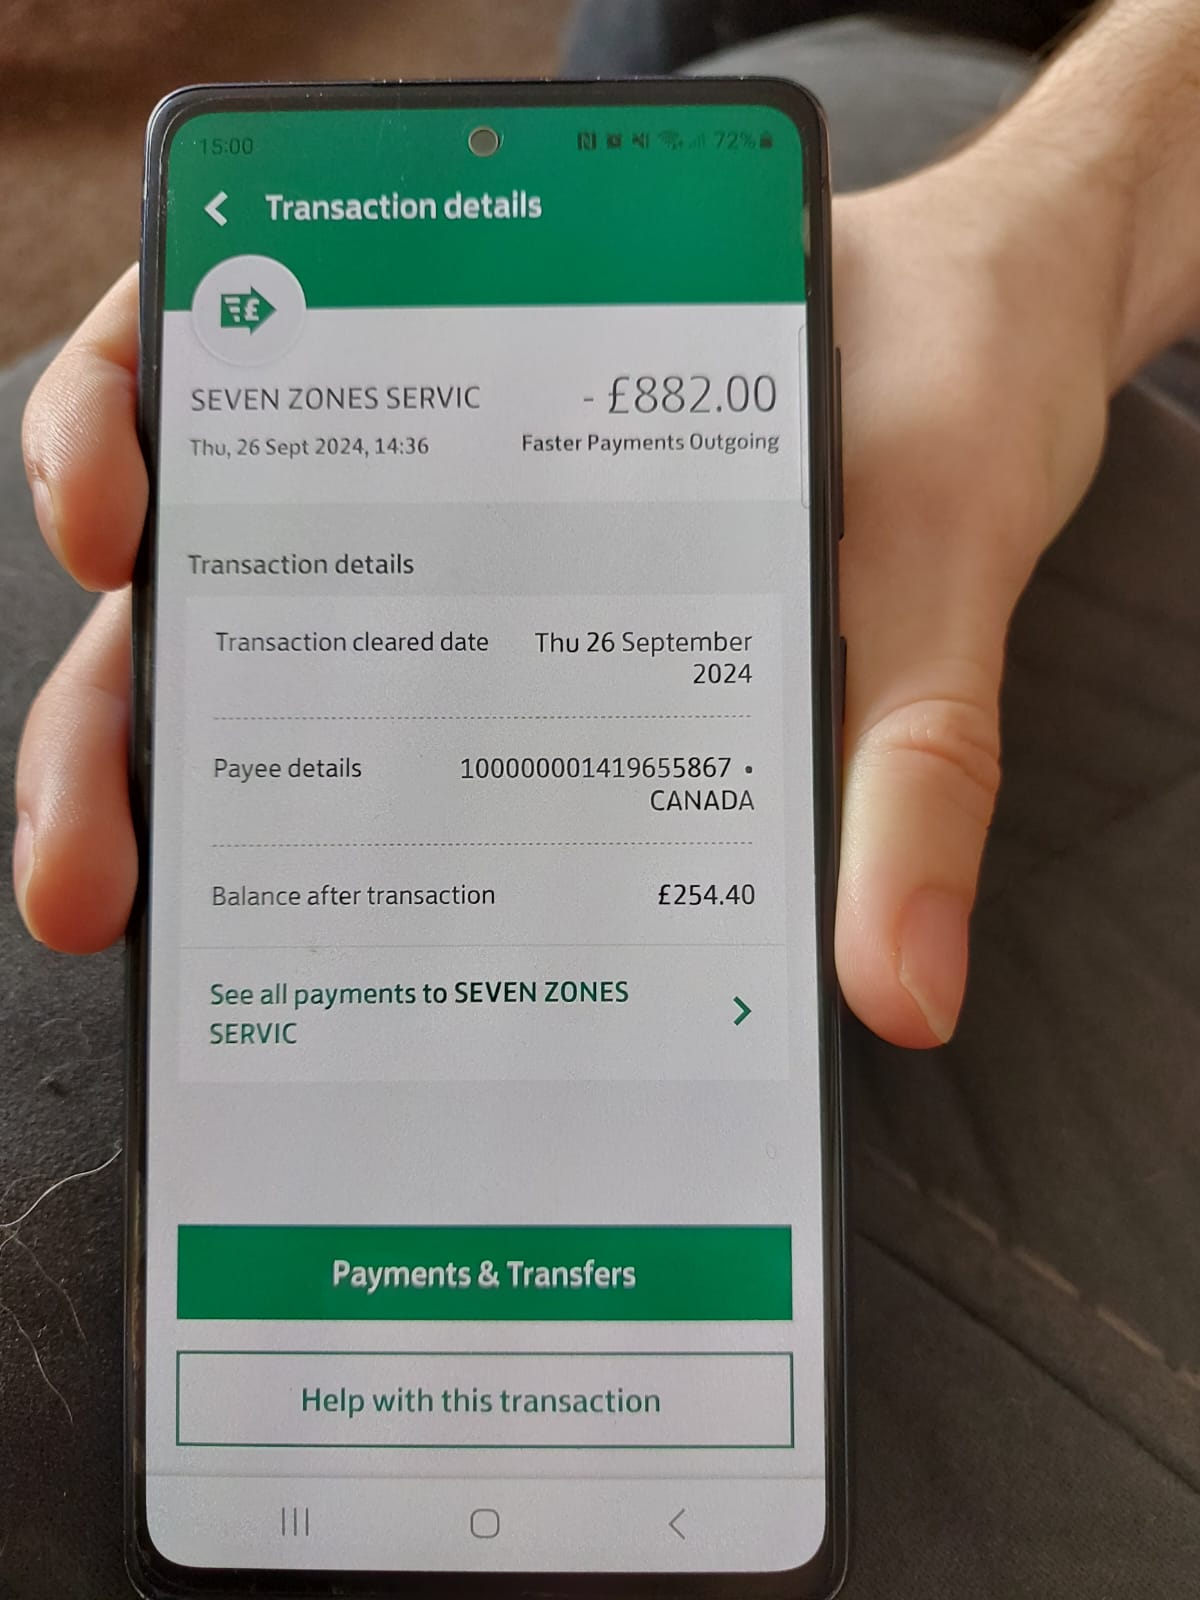 15:00 72%
Transaction details
£
SEVEN ZONES SERVIC - £882.00
Thu, 26 Sept 2024, 14:36 Faster Payments Outgoing
Transaction details
Transaction cleared date Thu 26 September
2024
Payee details 100000001419655867 •
CANADA
Balance after transaction £254.40
See all payments to SEVEN ZONES
SERVIC
Payments & Transfers
Help with this transaction